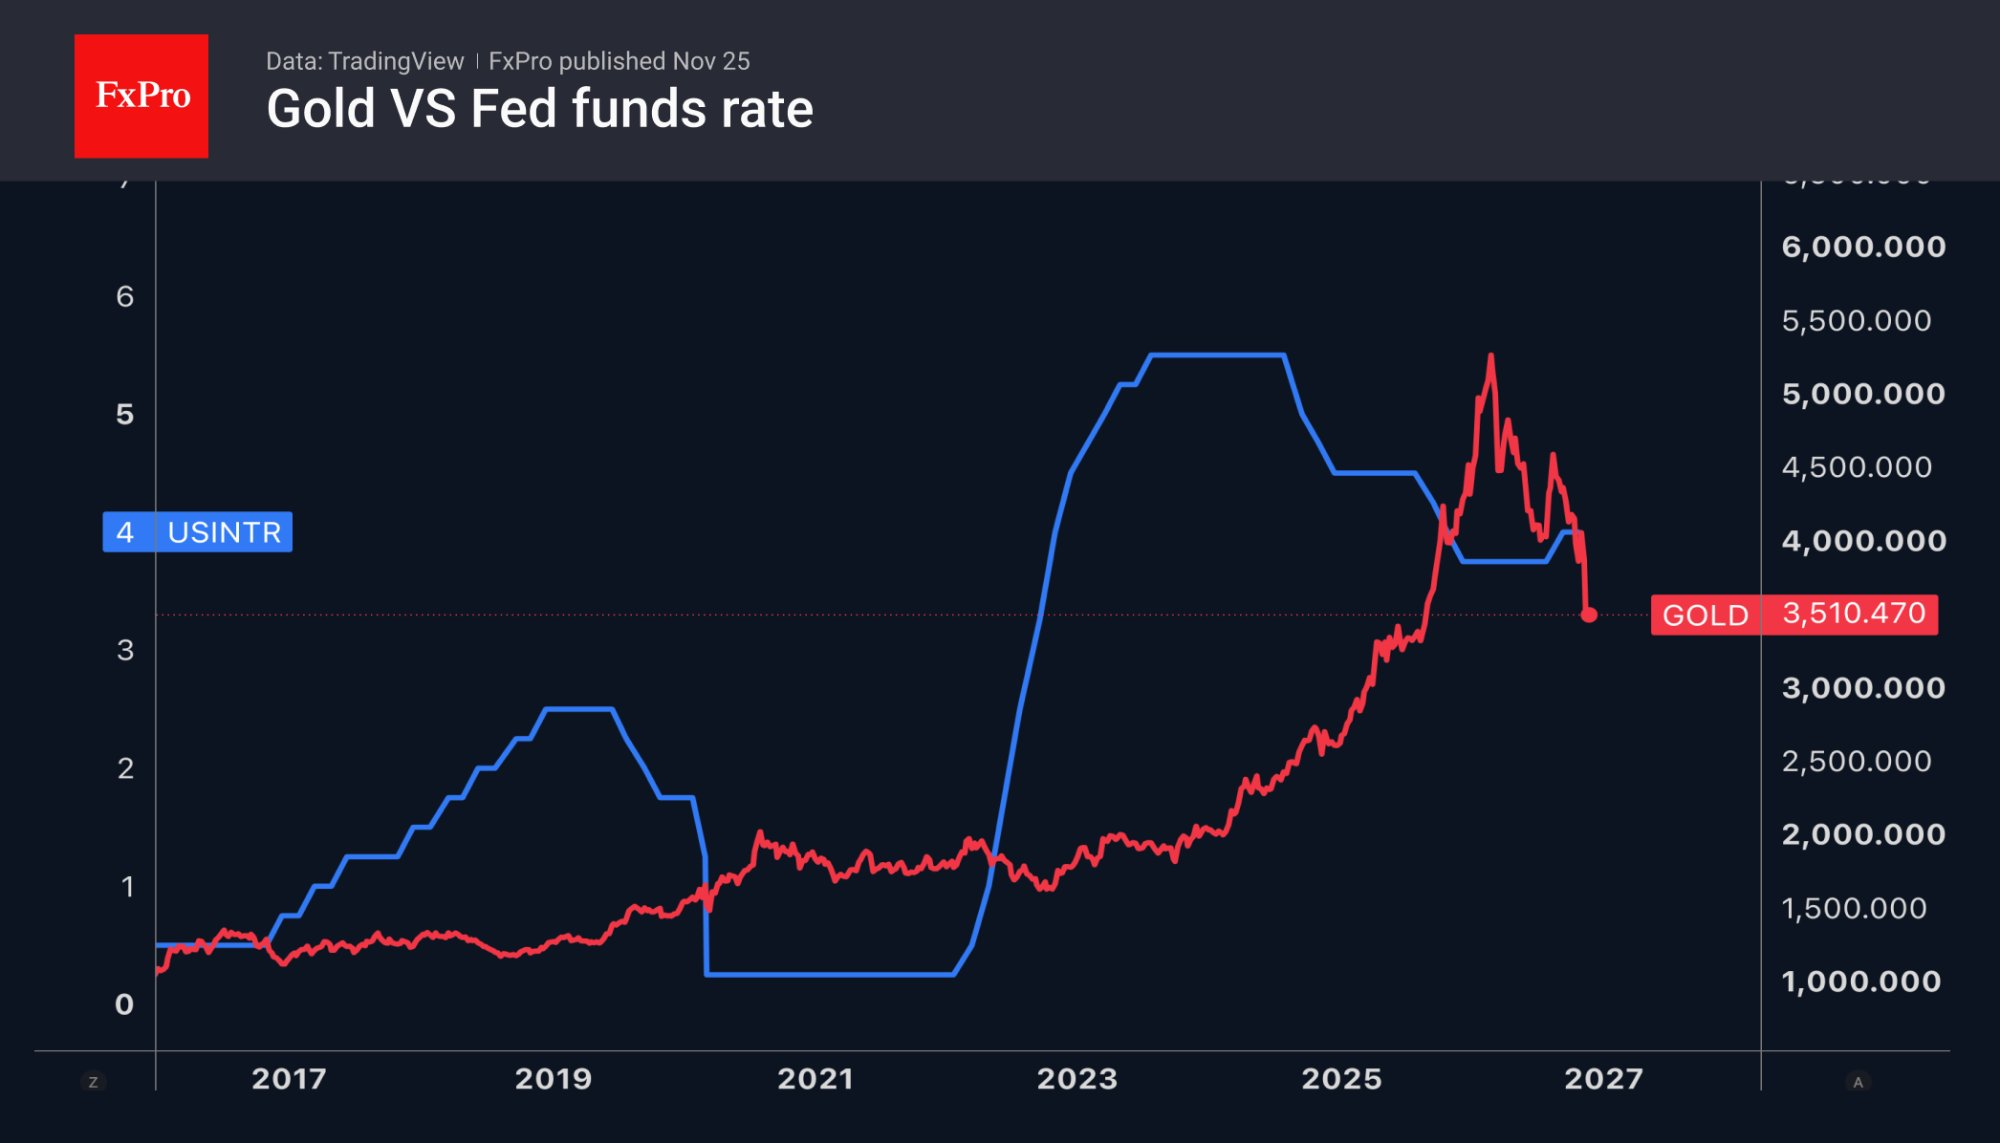 FxPro
Data: TradingView | FxPro published Nov 25
Gold VS Fed funds rate
6
5
4 USINTR
3
2
1
0
6,000.000
5,500.000
5,000.000
4,500.000
4,000.000
GOLD 3,510.470
3,000.000
2,500.000
2,000.000
1,500.000
1,000.000
Z 2017 2019 2021 2023 2025 2027 A